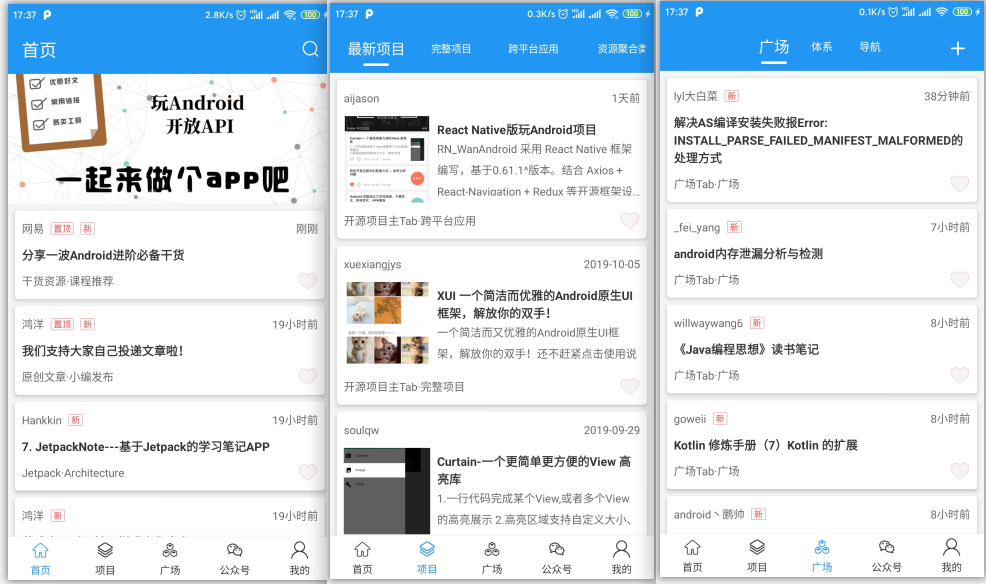 17:37 2.8K/s 100
首页
优质好文
常用链接
各类工具
玩Android
开放API
一起来做个app吧
网易 置顶 新 刚刚
分享一波Android进阶必备干货
干货资源·课程推荐
鸿洋 置顶 新 19小时前
我们支持大家自己投递文章啦！
原创文章·小编发布
Hankkin 新 19小时前
7. JetpackNote---基于Jetpack的学习笔记APP
Jetpack·Architecture
鸿洋 新 19小时前
首页 项目 广场 公众号 我的
17:37 0.3K/s 100
最新项目 完整项目 跨平台应用 资源聚合类
aijason 1天前
React Native版玩Android项目
RN_WanAndroid 采用 React Native 框架
编写，基于0.61.1^版本。结合 Axios +
React-Navigation + Redux 等开源框架设...
开源项目主Tab·跨平台应用
xuexiangjys 2019-10-05
XUI 一个简洁而优雅的Android原生UI
框架，解放你的双手！
一个简洁而又优雅的Android原生UI框
架，解放你的双手！还不赶紧点击使用说
开源项目主Tab·完整项目
soulqw 2019-09-29
Curtain-一个更简单更方便的View 高
亮库
1.一行代码完成某个View,或者多个View
的高亮展示 2.高亮区域支持自定义大小、
首页 项目 广场 公众号 我的
17:37 0.1K/s 100
广场 体系 导航
lyl大白菜 新 38分钟前
解决AS编译安装失败报Error:
INSTALL_PARSE_FAILED_MANIFEST_MALFORMED的
处理方式
广场Tab·广场
_fei_yang 新 7小时前
android内存泄漏分析与检测
广场Tab·广场
willwaywang6 新 8小时前
《Java编程思想》读书笔记
广场Tab·广场
goweii 新 8小时前
Kotlin 修炼手册（7）Kotlin 的扩展
广场Tab·广场
android丶鹏帅 新 8小时前
首页 项目 广场 公众号 我的